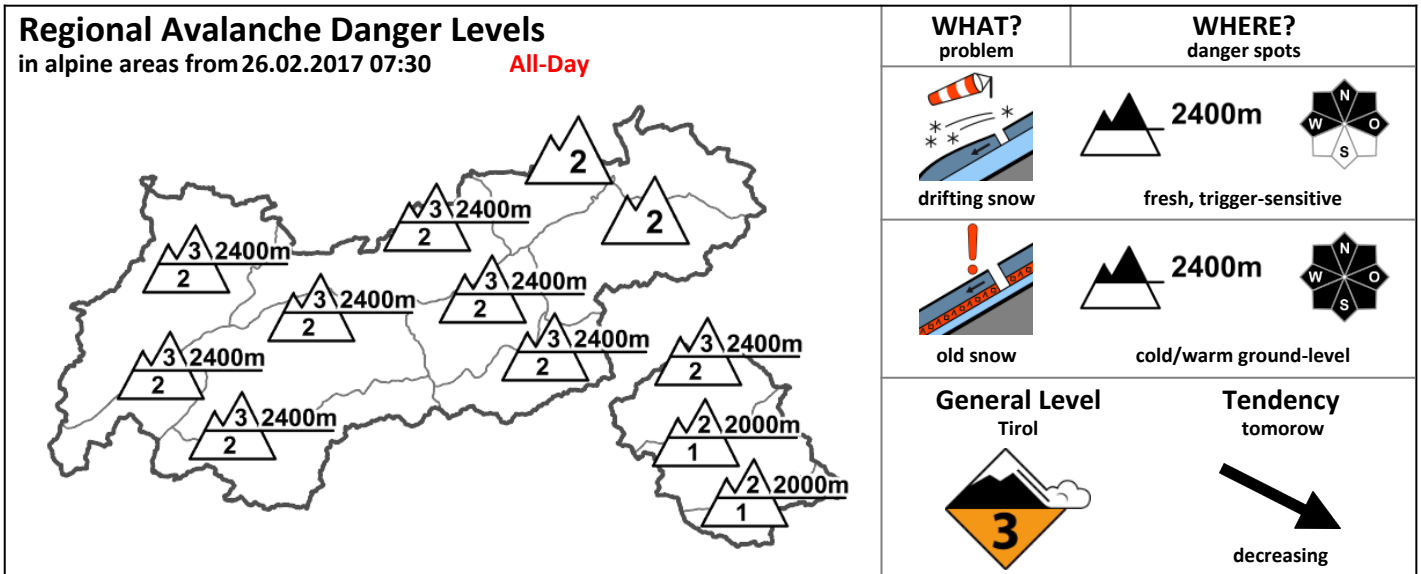 Regional Avalanche Danger Levels
in alpine areas from 26.02.2017 07:30 All-Day
2
2
3 2400m
2
3 2400m
2
3 2400m
2
3 2400m
2
3 2400m
2
3 2400m
2
3 2400m
2
3 2400m
2
2 2000m
1
2 2000m
1
WHAT?
problem
WHERE?
danger spots
2400m
N
W O
S
drifting snow
fresh, trigger-sensitive
2400m
N
W O
S
old snow
cold/warm ground-level
General Level
Tirol
3
Tendency
tomorow
decreasing